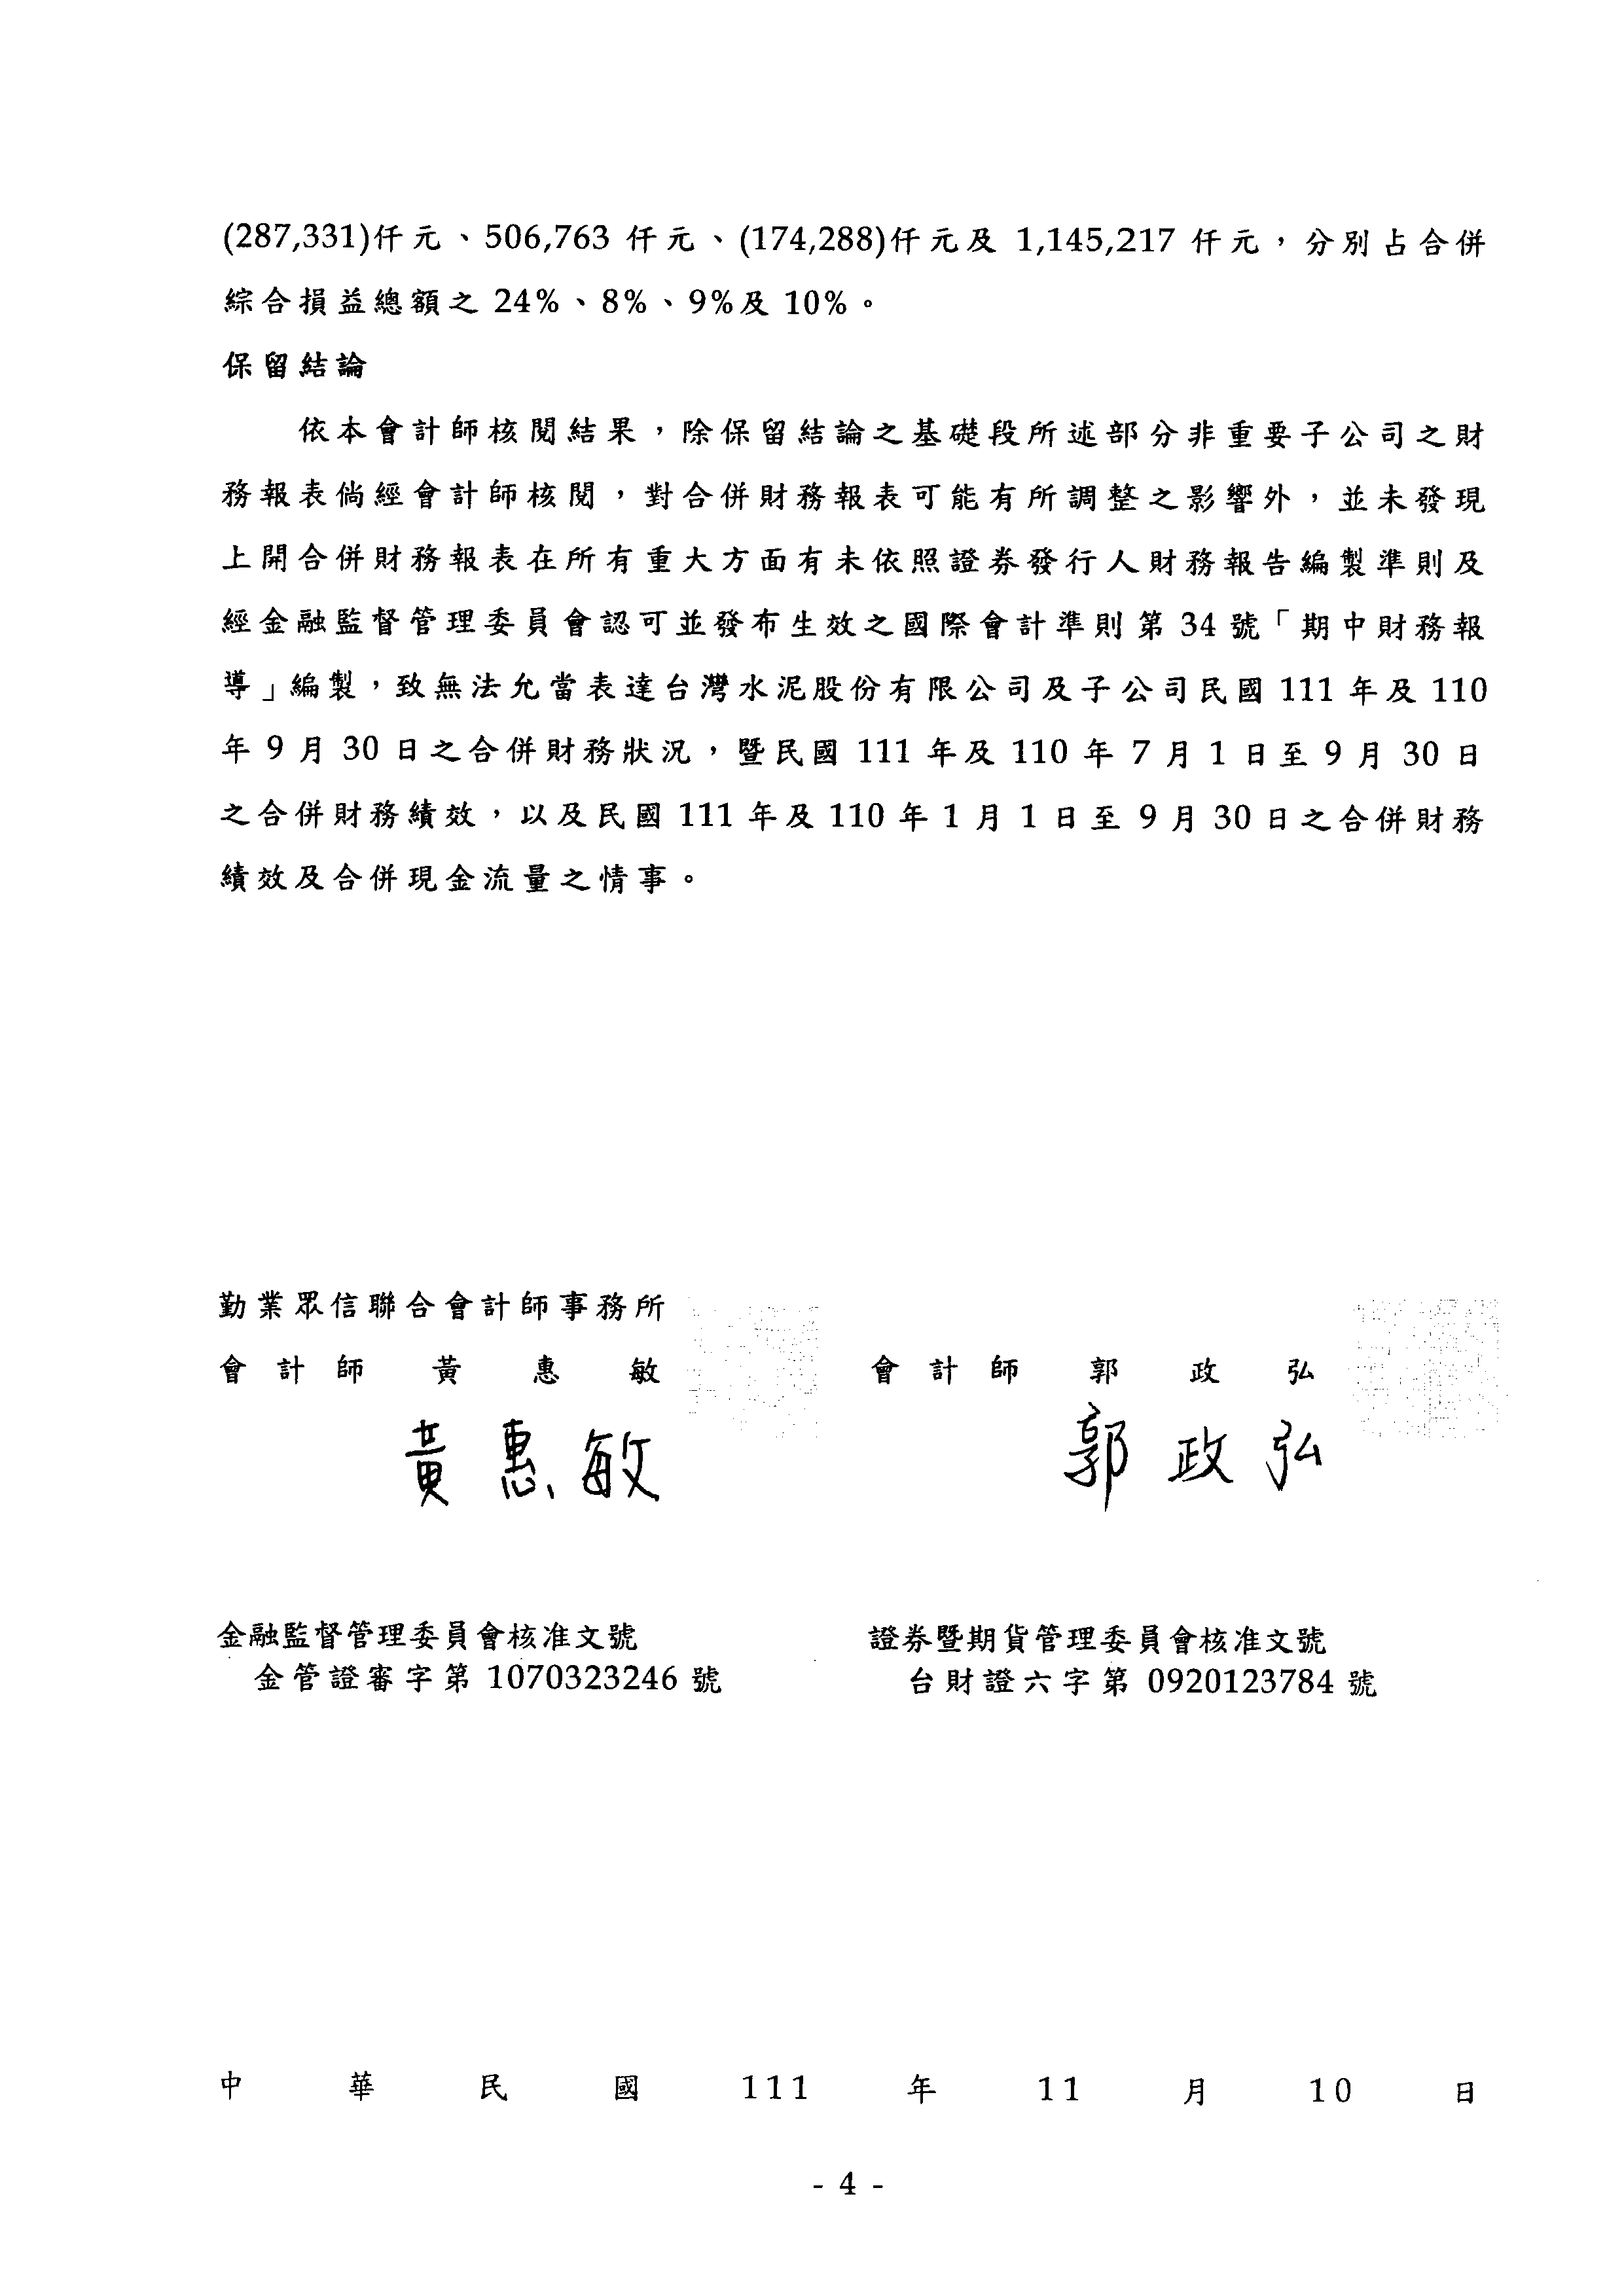 (287,331)仟元、506,763 仟元、(174,288)仟元及 1,145,217 仟元，分別占合併
綜合損益總額之 24%、8%、9%及 10%。
保留結論
依本會計師核閱結果，除保留結論之基礎段所述部分非重要子公司之財
務報表倘經會計師核閱，對合併財務報表可能有所調整之影響外，並未發現
上開合併財務報表在所有重大方面有未依照證券發行人財務報告編製準則及
經金融監督管理委員會認可並發布生效之國際會計準則第 34 號「期中財務報
導」編製，致無法允當表達台灣水泥股份有限公司及子公司民國 111 年及 110
年 9 月 30 日之合併財務狀況，暨民國 111 年及 110 年 7 月 1 日至 9 月 30 日
之合併財務績效，以及民國 111 年及 110 年 1 月 1 日至 9 月 30 日之合併財務
績效及合併現金流量之情事。
勤業眾信聯合會計師事務所
會計師 黃惠敏 會計師 郭政弘
黃惠敏 郭政弘
金融監督管理委員會核准文號 證券暨期貨管理委員會核准文號
金管證審字第 1070323246 號 台財證六字第 0920123784 號
中華民國 111 年 11 月 10 日
- 4 -